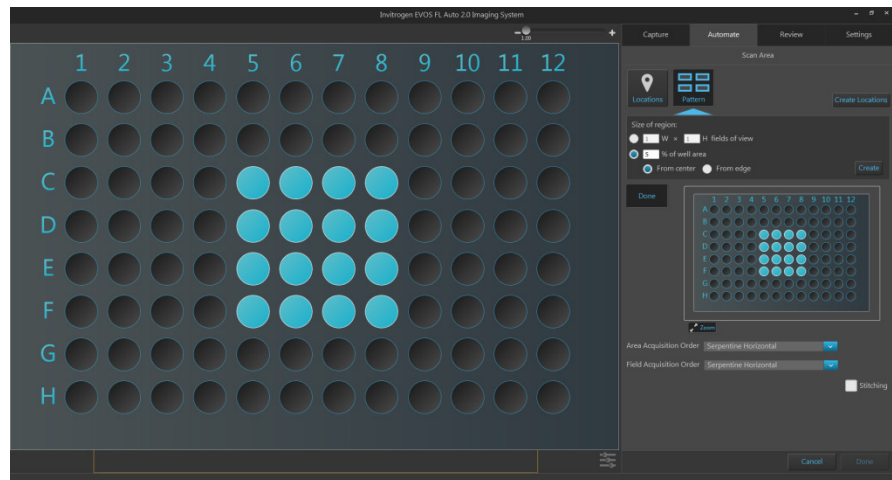 Invitrogen EVOS FL Auto 2.0 Imaging System
1.00
Capture Automate Review Settings
Scan Area
1 2 3 4 5 6 7 8 9 10 11 12
A
B
C
D
E
F
G
H
Locations Pattern Create Locations
Size of region:
1 W × 1 H fields of view
5 % of well area
From center From edge Create
Done
1 2 3 4 5 6 7 8 9 10 11 12
A
B
C
D
E
F
G
H
Zoom
Area Acquisition Order Serpentine Horizontal
Field Acquisition Order Serpentine Horizontal
Stitching
Cancel Done